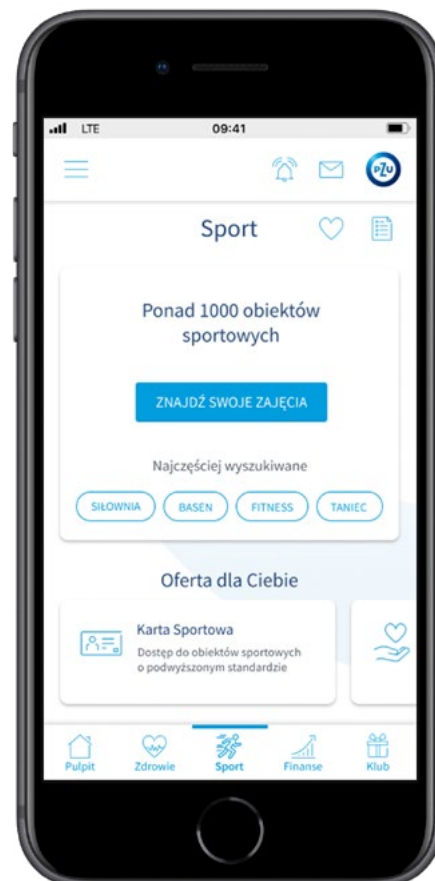 LTE 09:41
PZU
Sport
Ponad 1000 obiektów
sportowych
ZNAJDŹ SWOJE ZAJĘCIA
Najczęściej wyszukiwane
SIŁOWNIA BASEN FITNESS TANIEC
Oferta dla Ciebie
Karta Sportowa
Dostęp do obiektów sportowych
o podwyższonym standardzie
Pulpit Zdrowie Sport Finanse Klub